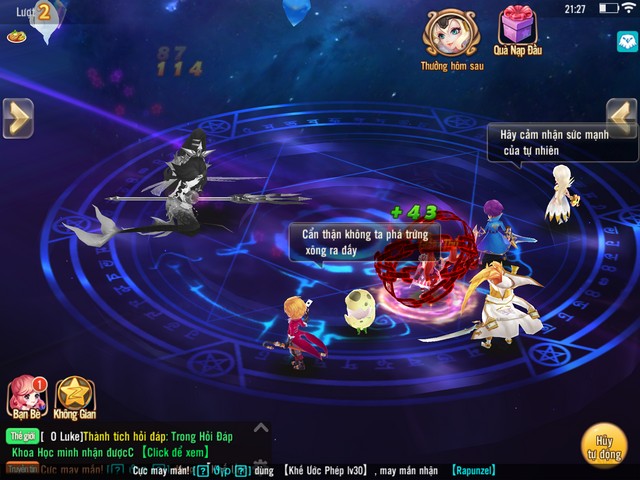 Lượt 2
21:27
87
114
Thưởng hôm sau
Quà Nạp Đầu
Hãy cảm nhận sức mạnh
của tự nhiên
+43
Cẩn thận không ta phá trứng
xông ra đấy
1
Bạn Bè
Không Gian
Thế giới [ O Luke]Thành tích hỏi đáp: Trong Hỏi Đáp
Khoa Học mình nhận đượcC 【Click để xem】
Hủy
tự động
Cực may mắn! dùng 【Khế Ước Phép lv30】 , may mắn nhận 【Rapunzel】